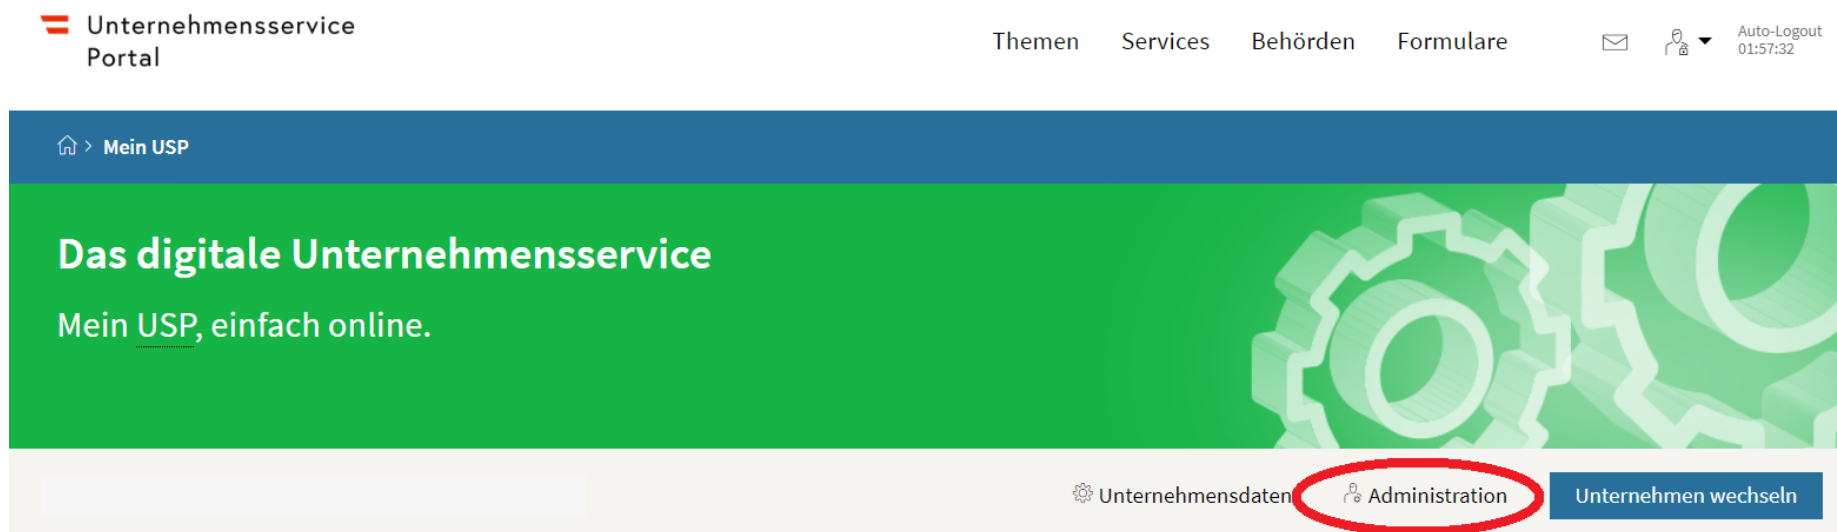 Unternehmensservice
Portal
Themen Services Behörden Formulare
Auto-Logout
01:57:32
> Mein USP
Das digitale Unternehmensservice
Mein USP, einfach online.
Unternehmensdaten Administration Unternehmen wechseln